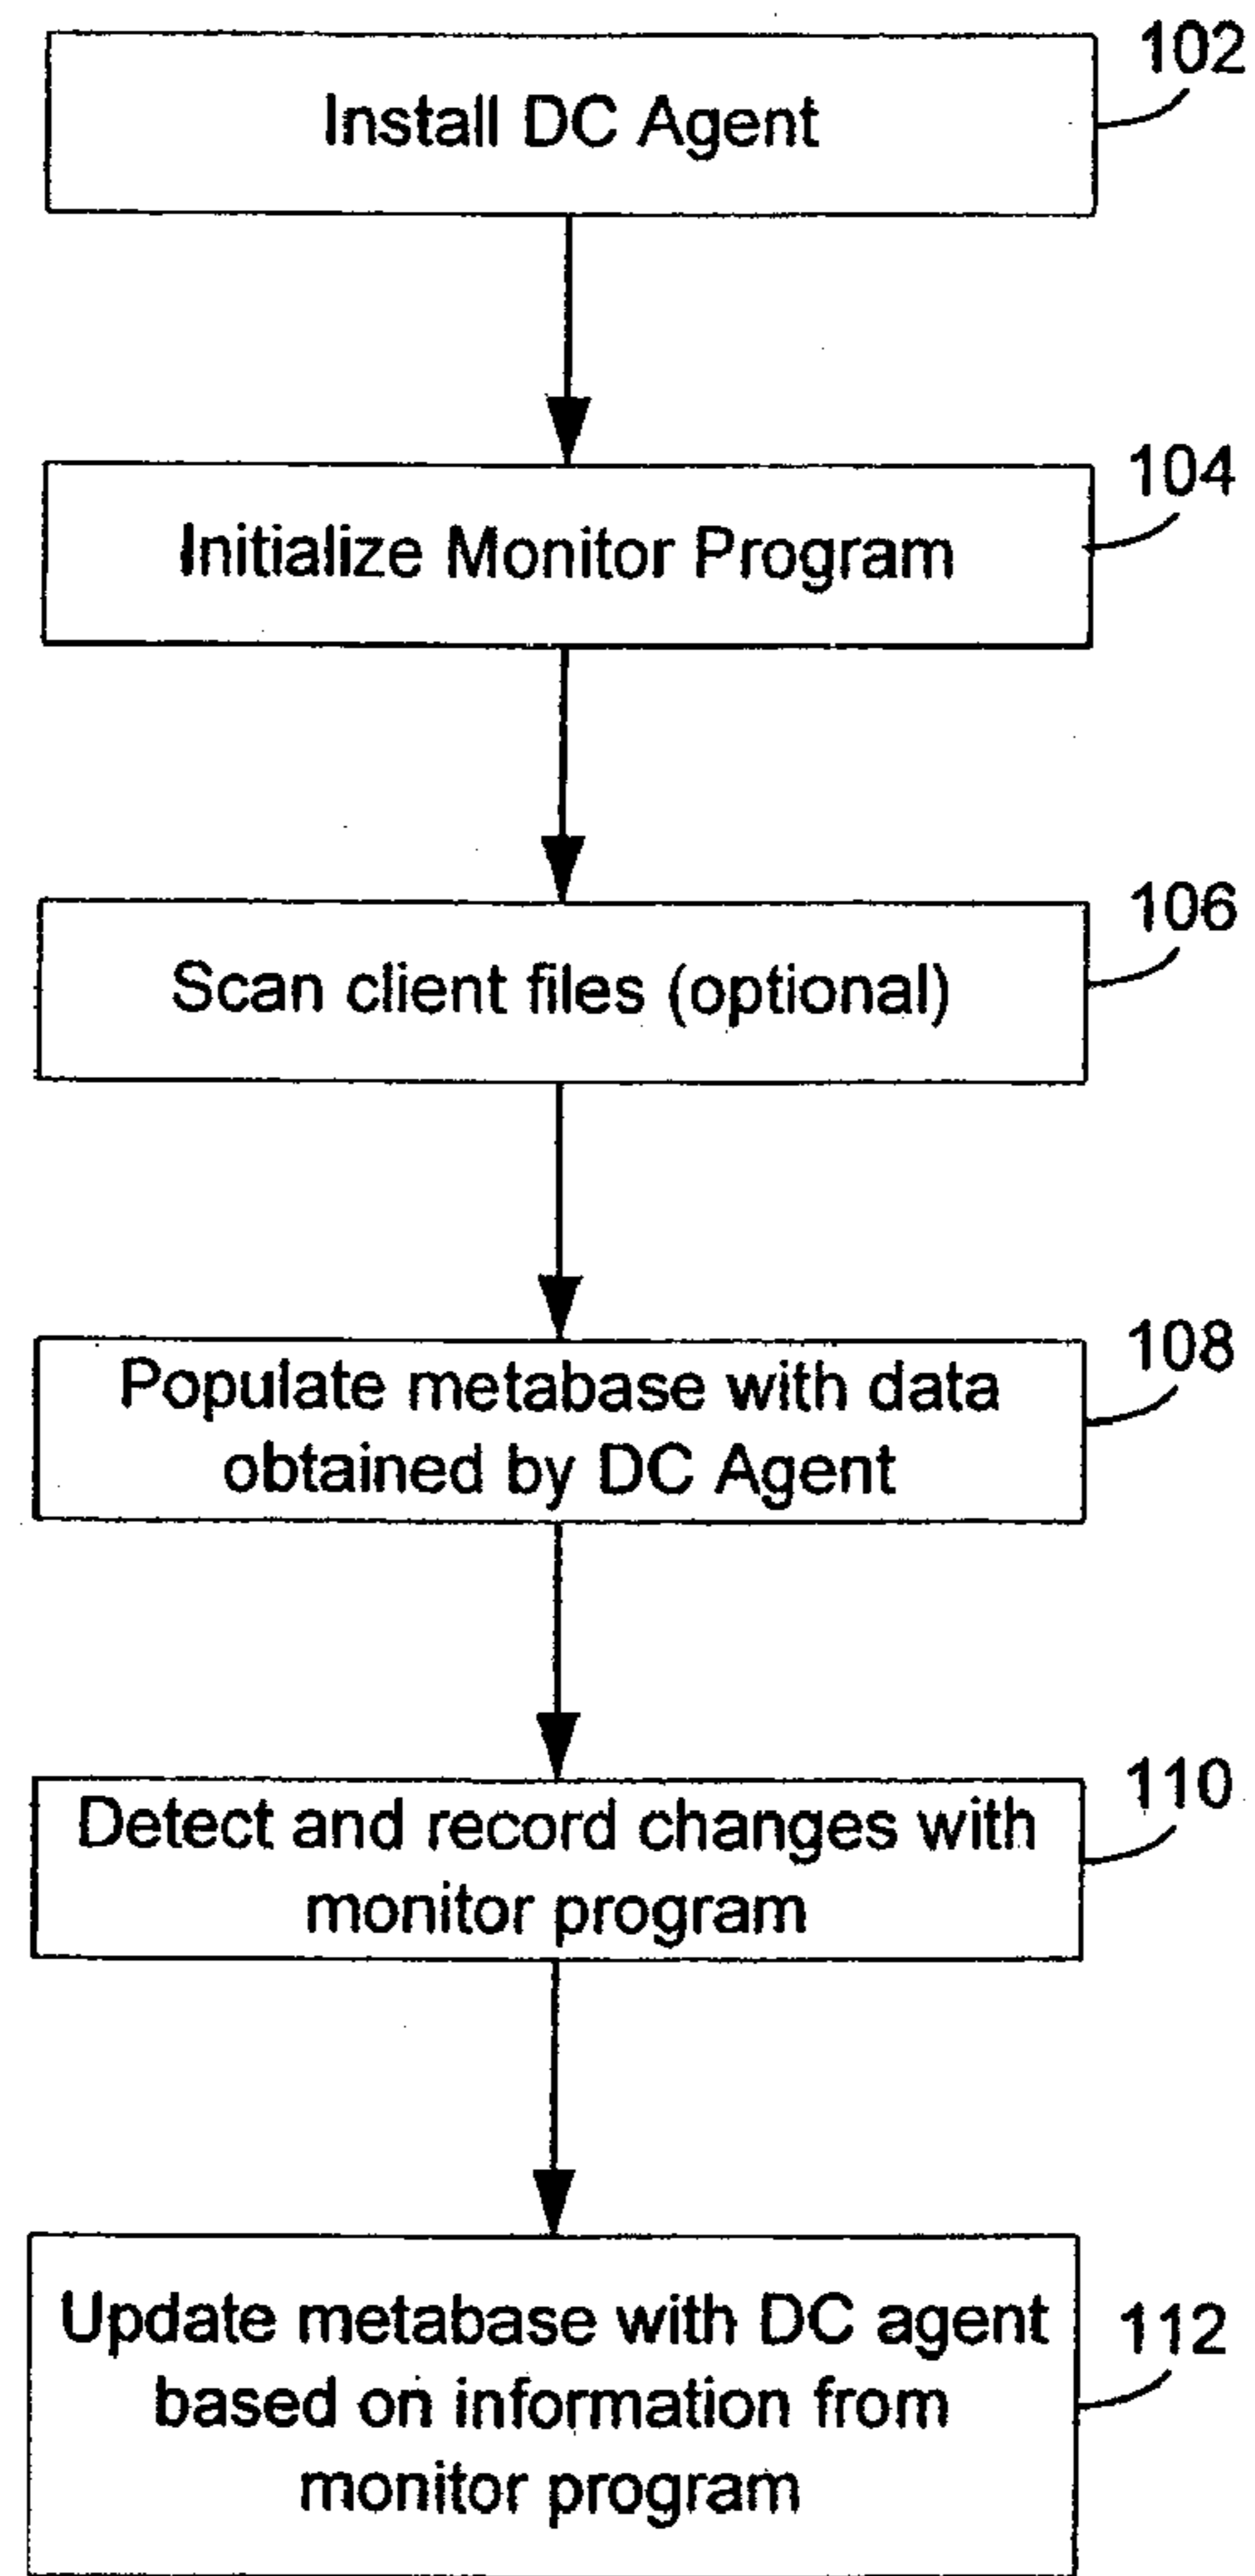 102
Install DC Agent
104
Initialize Monitor Program
106
Scan client files (optional)
108
Populate metabase with data
obtained by DC Agent
110
Detect and record changes with
monitor program
112
Update metabase with DC agent
based on information from
monitor program